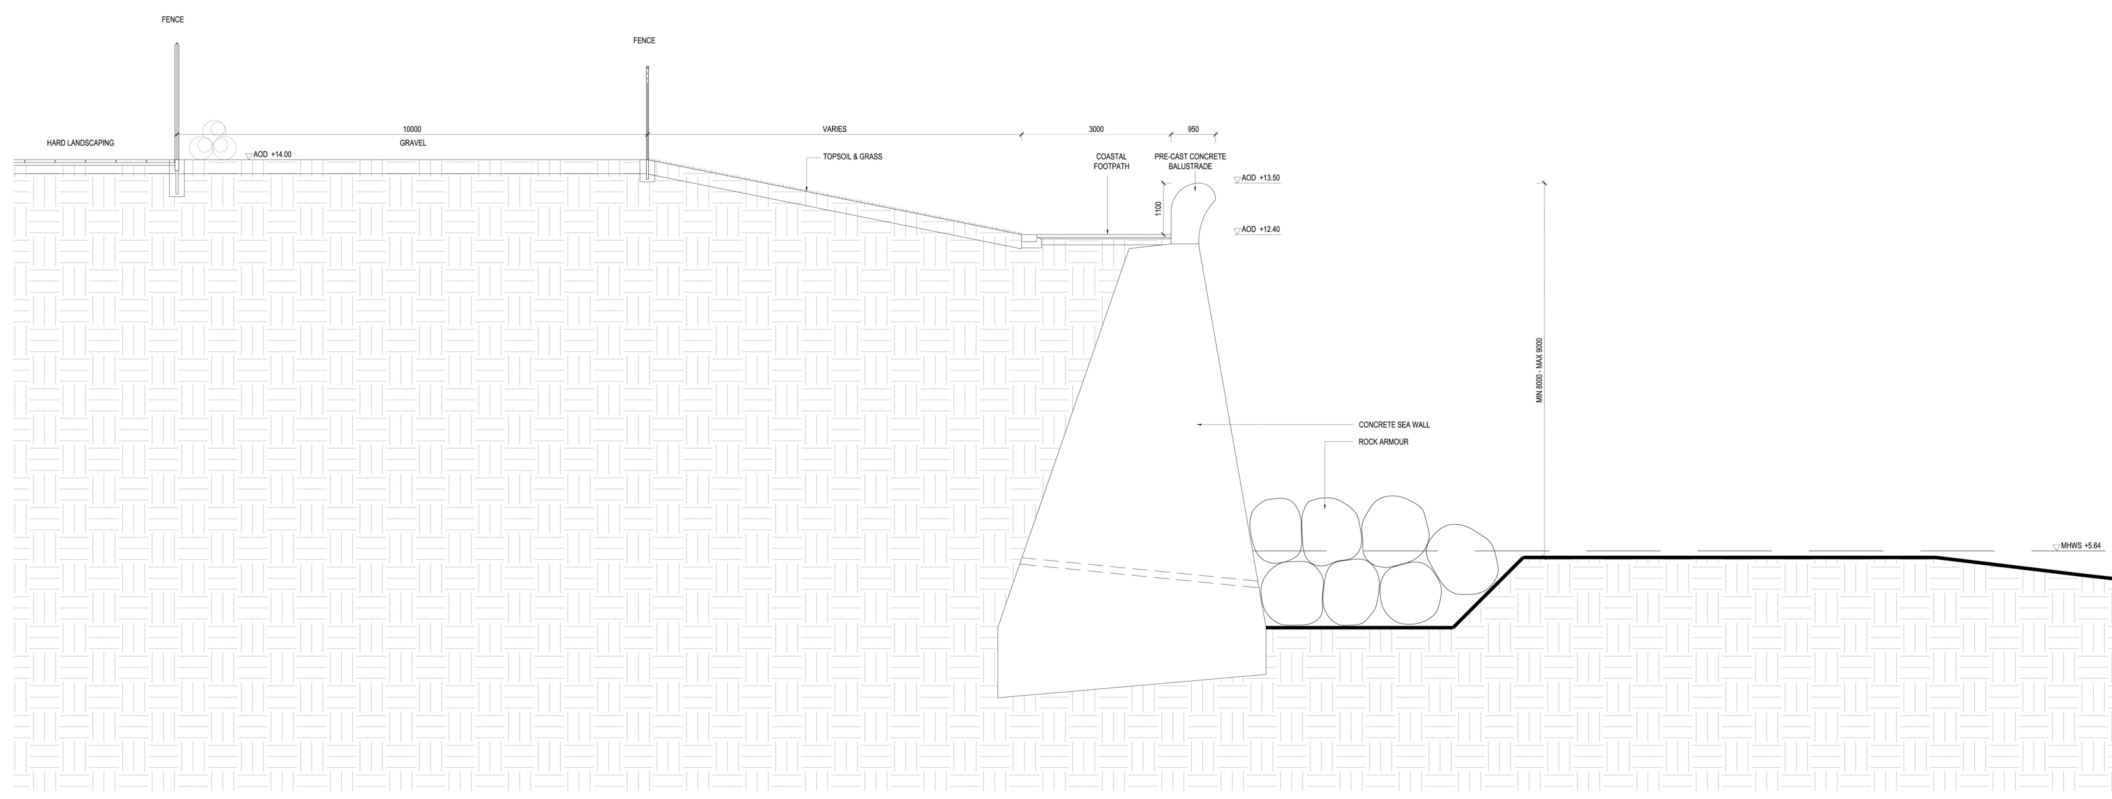 FENCE
FENCE
10000
VARIES
3000
950
HARD LANDSCAPING
GRAVEL
AOD +14.00
TOPSOIL & GRASS
COASTAL
FOOTPATH
PRE-CAST CONCRETE
BALUSTRADE
AOD +13.50
1100
AOD +12.40
MIN 8000 - MAX 9000
CONCRETE SEA WALL
ROCK ARMOUR
MHWS +5.64